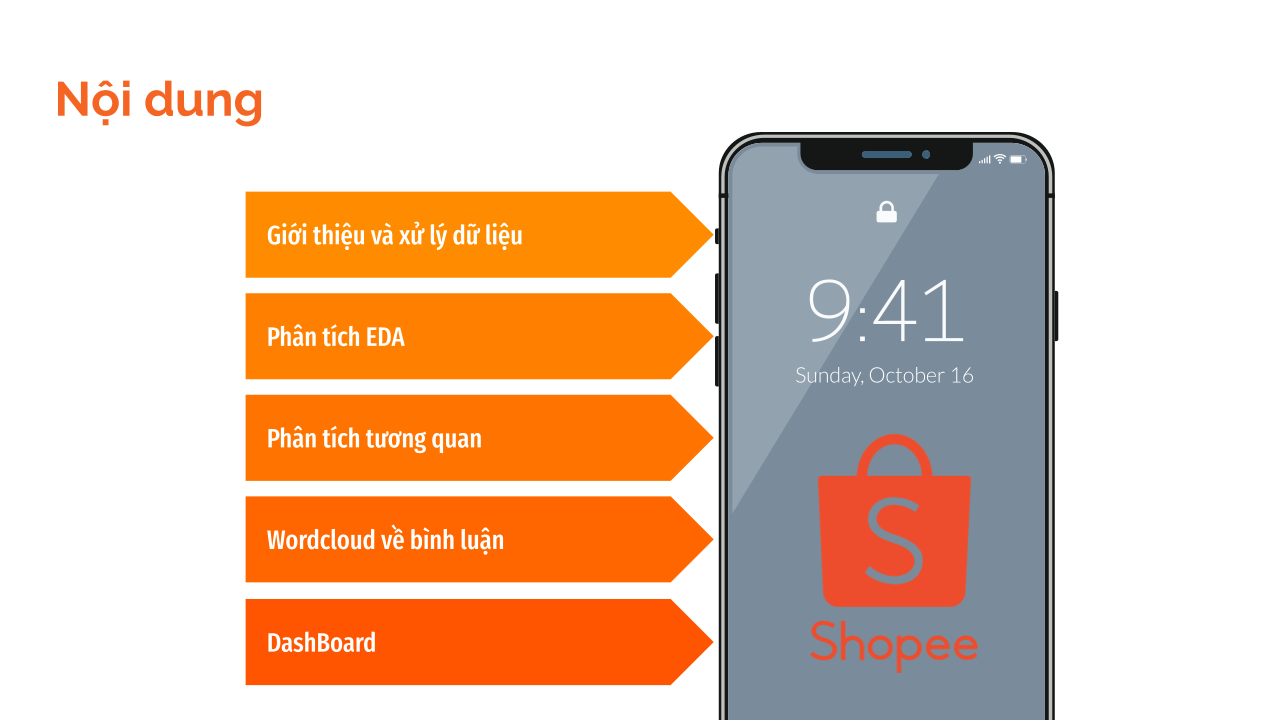 Nội dung
Giới thiệu và xử lý dữ liệu
Phân tích EDA
Phân tích tương quan
Wordcloud về bình luận
DashBoard
9:41
Sunday, October 16
S
Shopee